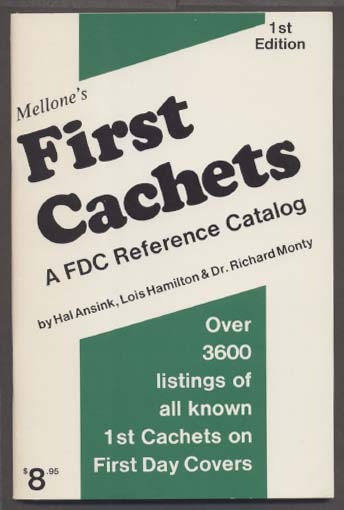 1st
Edition
Mellone's
First
Cachets
A FDC Reference Catalog
by Hal Ansink, Lois Hamilton & Dr. Richard Monty
Over
3600
listings of
all known
1st Cachets on
First Day Covers
$8.95